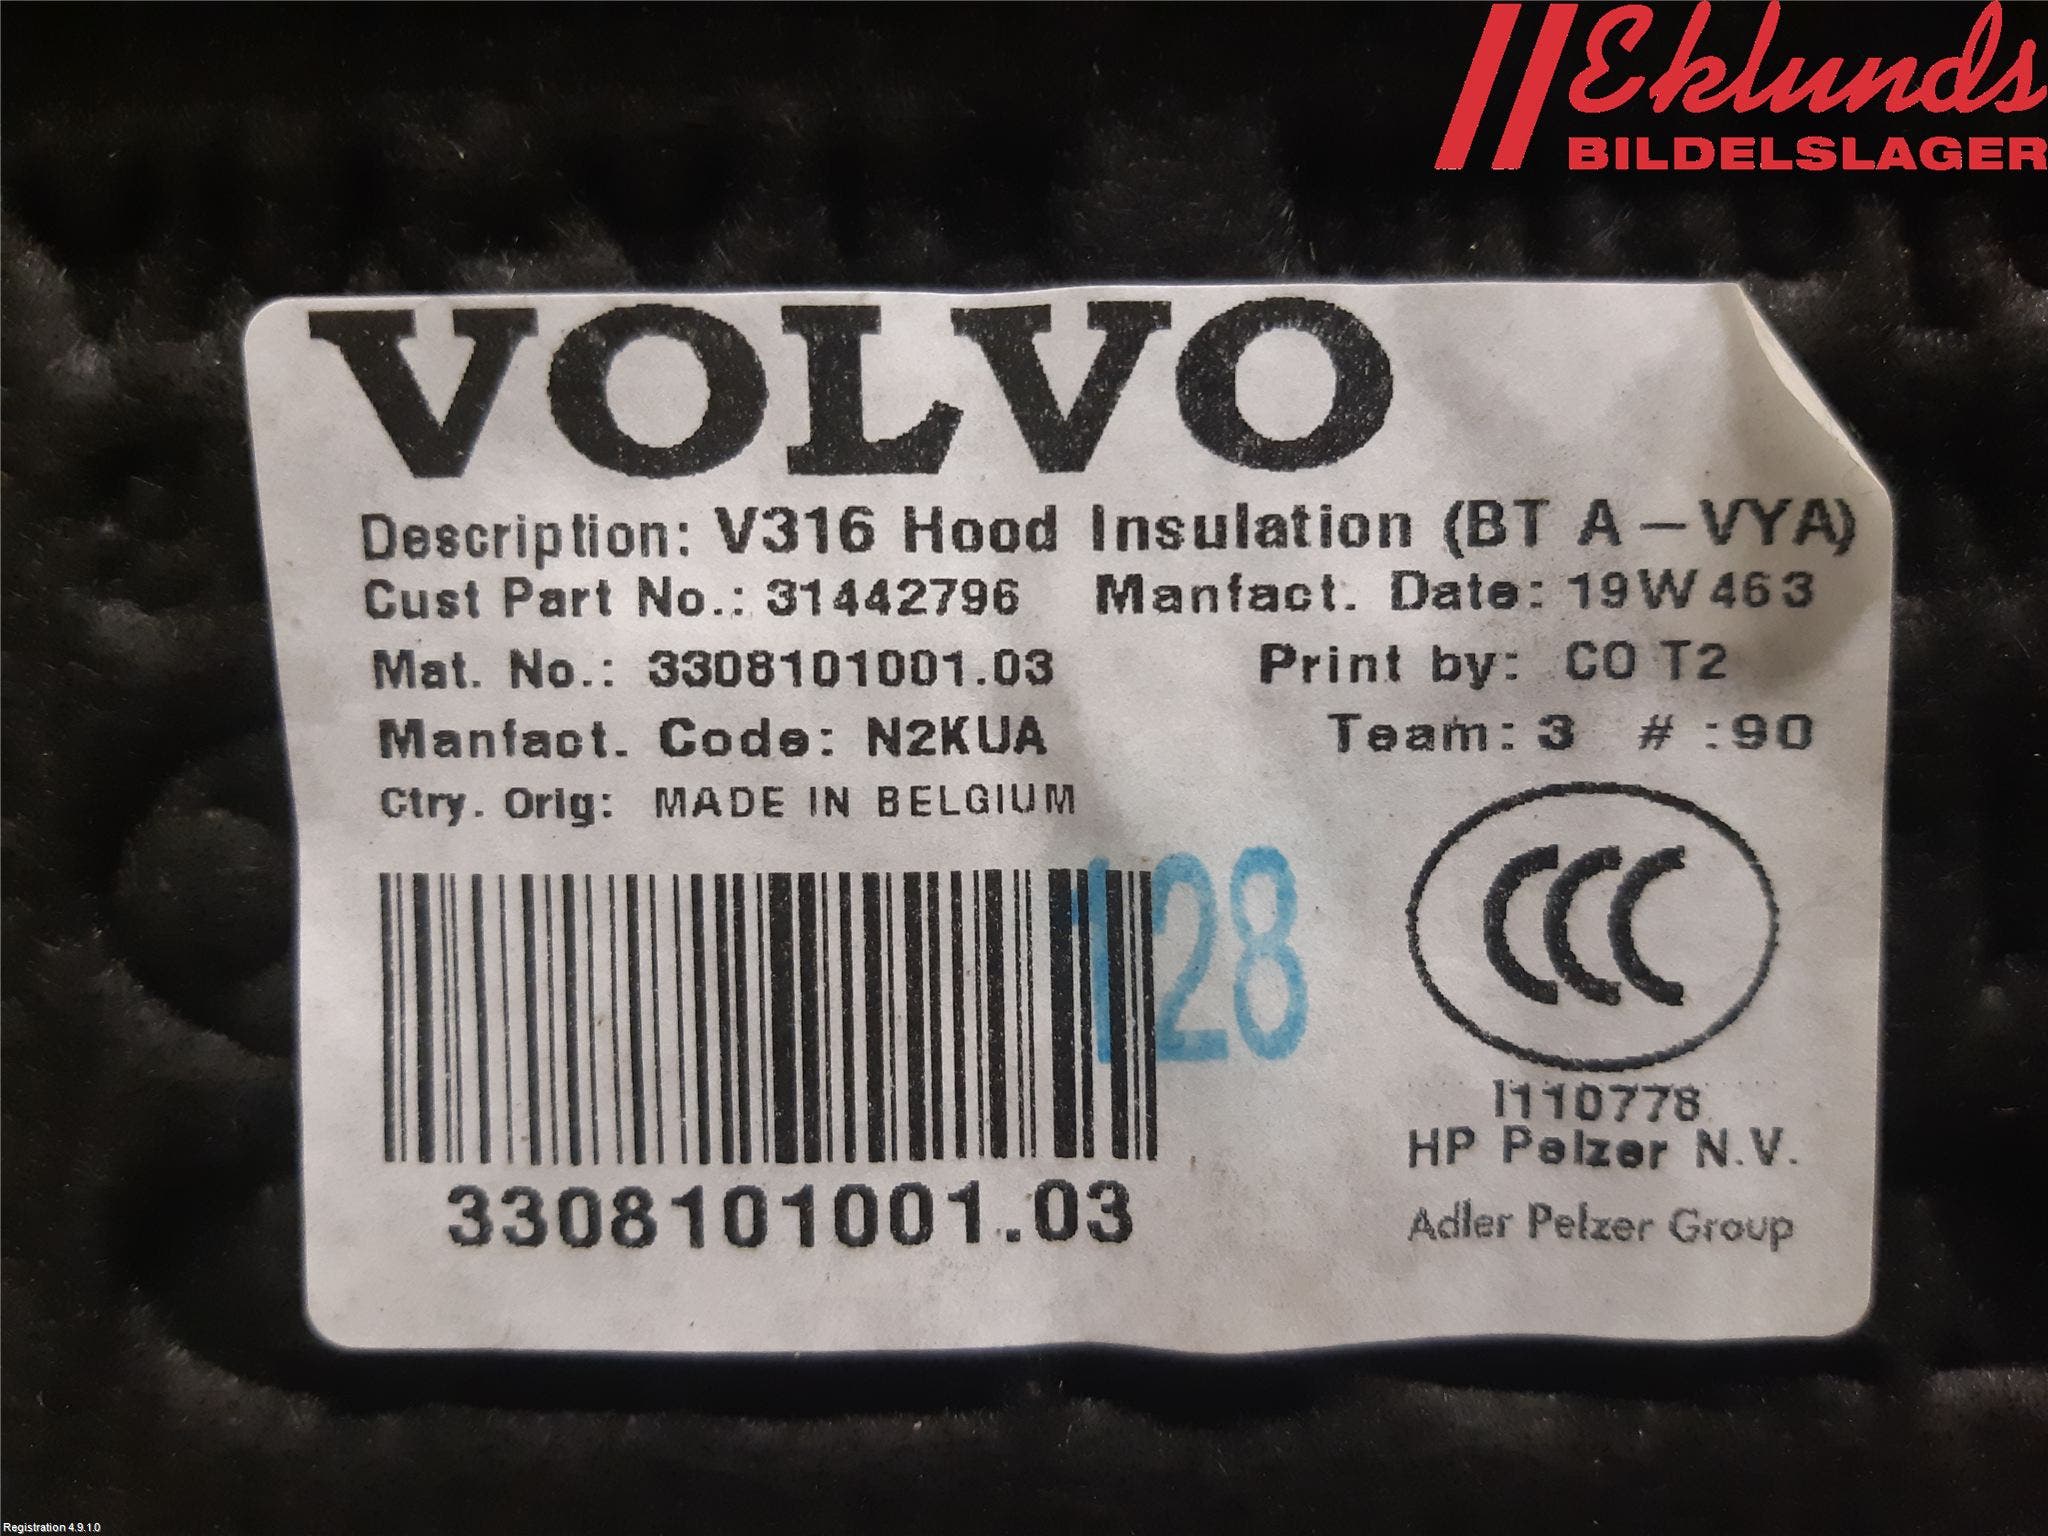 Eklunds
BILDELSLAGER
VOLVO
Description: V316 Hood Insulation (BT A-VYA)
Cust Part No.: 31442796 Manfact. Date: 19W463
Mat. No.: 3308101001.03 Print by: CO T2
Manfact. Code: N2KUA Team: 3 # :90
Ctry. Orig: MADE IN BELGIUM
128
CCC
I110778
HP Pelzer N.V.
3308101001.03
Adler Pelzer Group
Registration 4.9.1.0